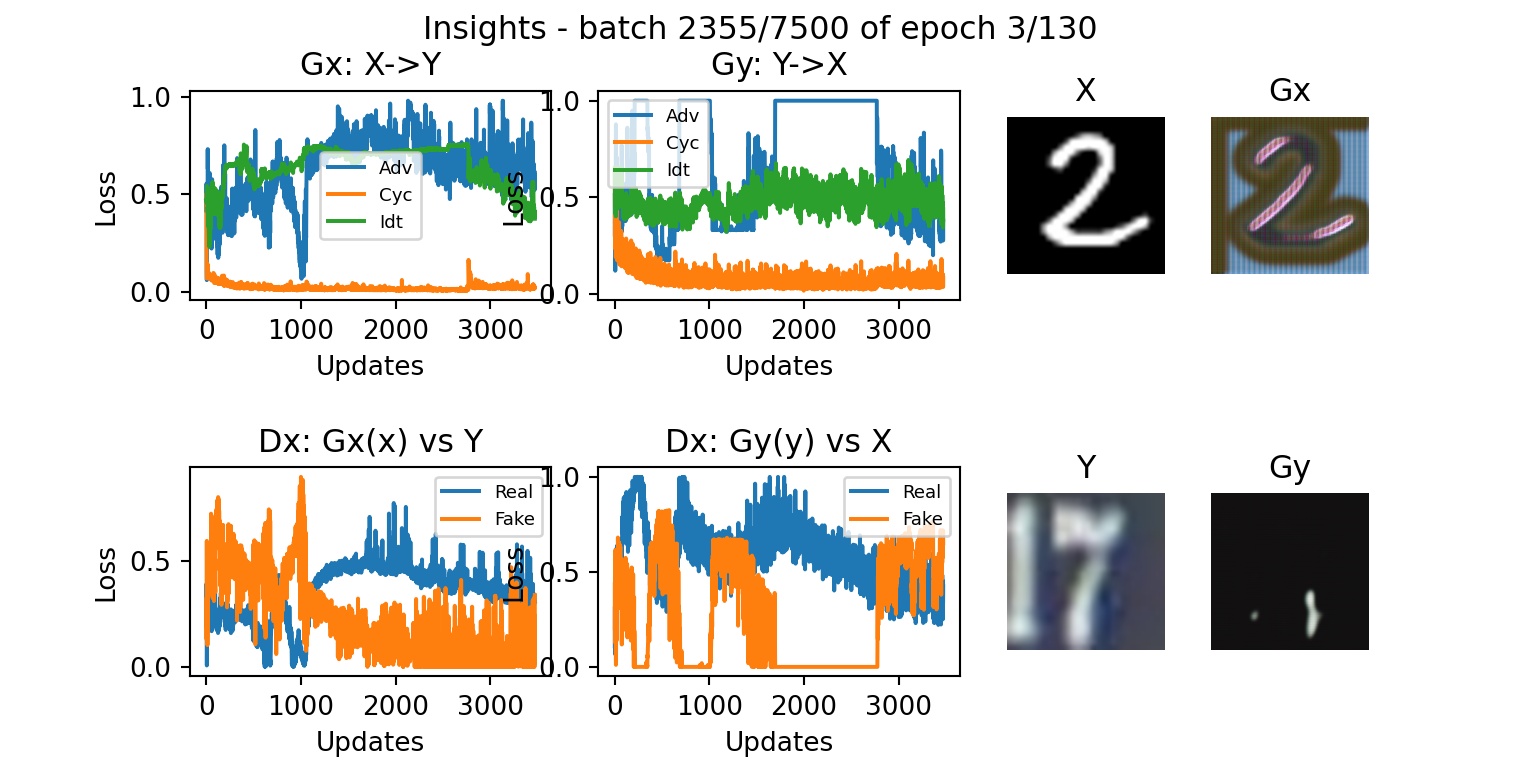 Insights - batch 2355/7500 of epoch 3/130
Gx: X->Y
1.0
0.5
0.0
Loss
Adv
Cyc
Idt
0 1000 2000 3000
Updates
Gy: Y->X
1.0
0.5
0.0
Loss
Adv
Cyc
Idt
0 1000 2000 3000
Updates
X
2
Gx
2
Dx: Gx(x) vs Y
0.5
0.0
Loss
Real
Fake
0 1000 2000 3000
Updates
Dx: Gy(y) vs X
1.0
0.5
0.0
Loss
Real
Fake
0 1000 2000 3000
Updates
Y
17
Gy